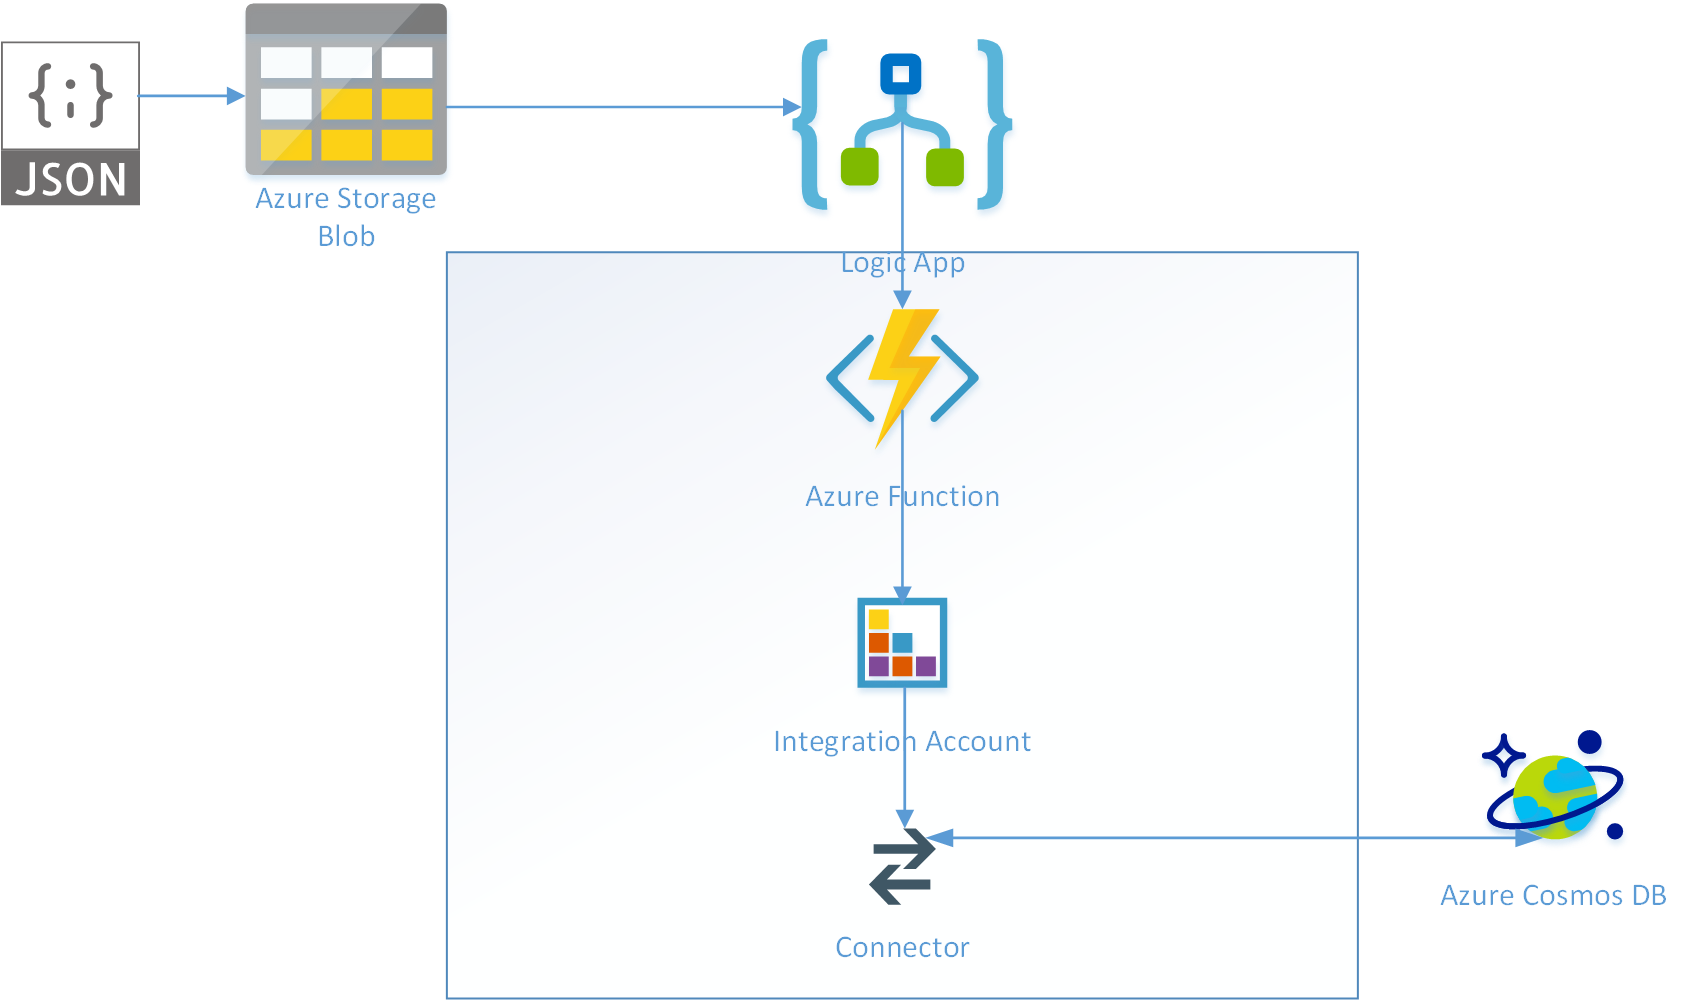 {;}
JSON
Azure Storage
Blob
Logic App
Azure Function
Integration Account
Connector
Azure Cosmos DB